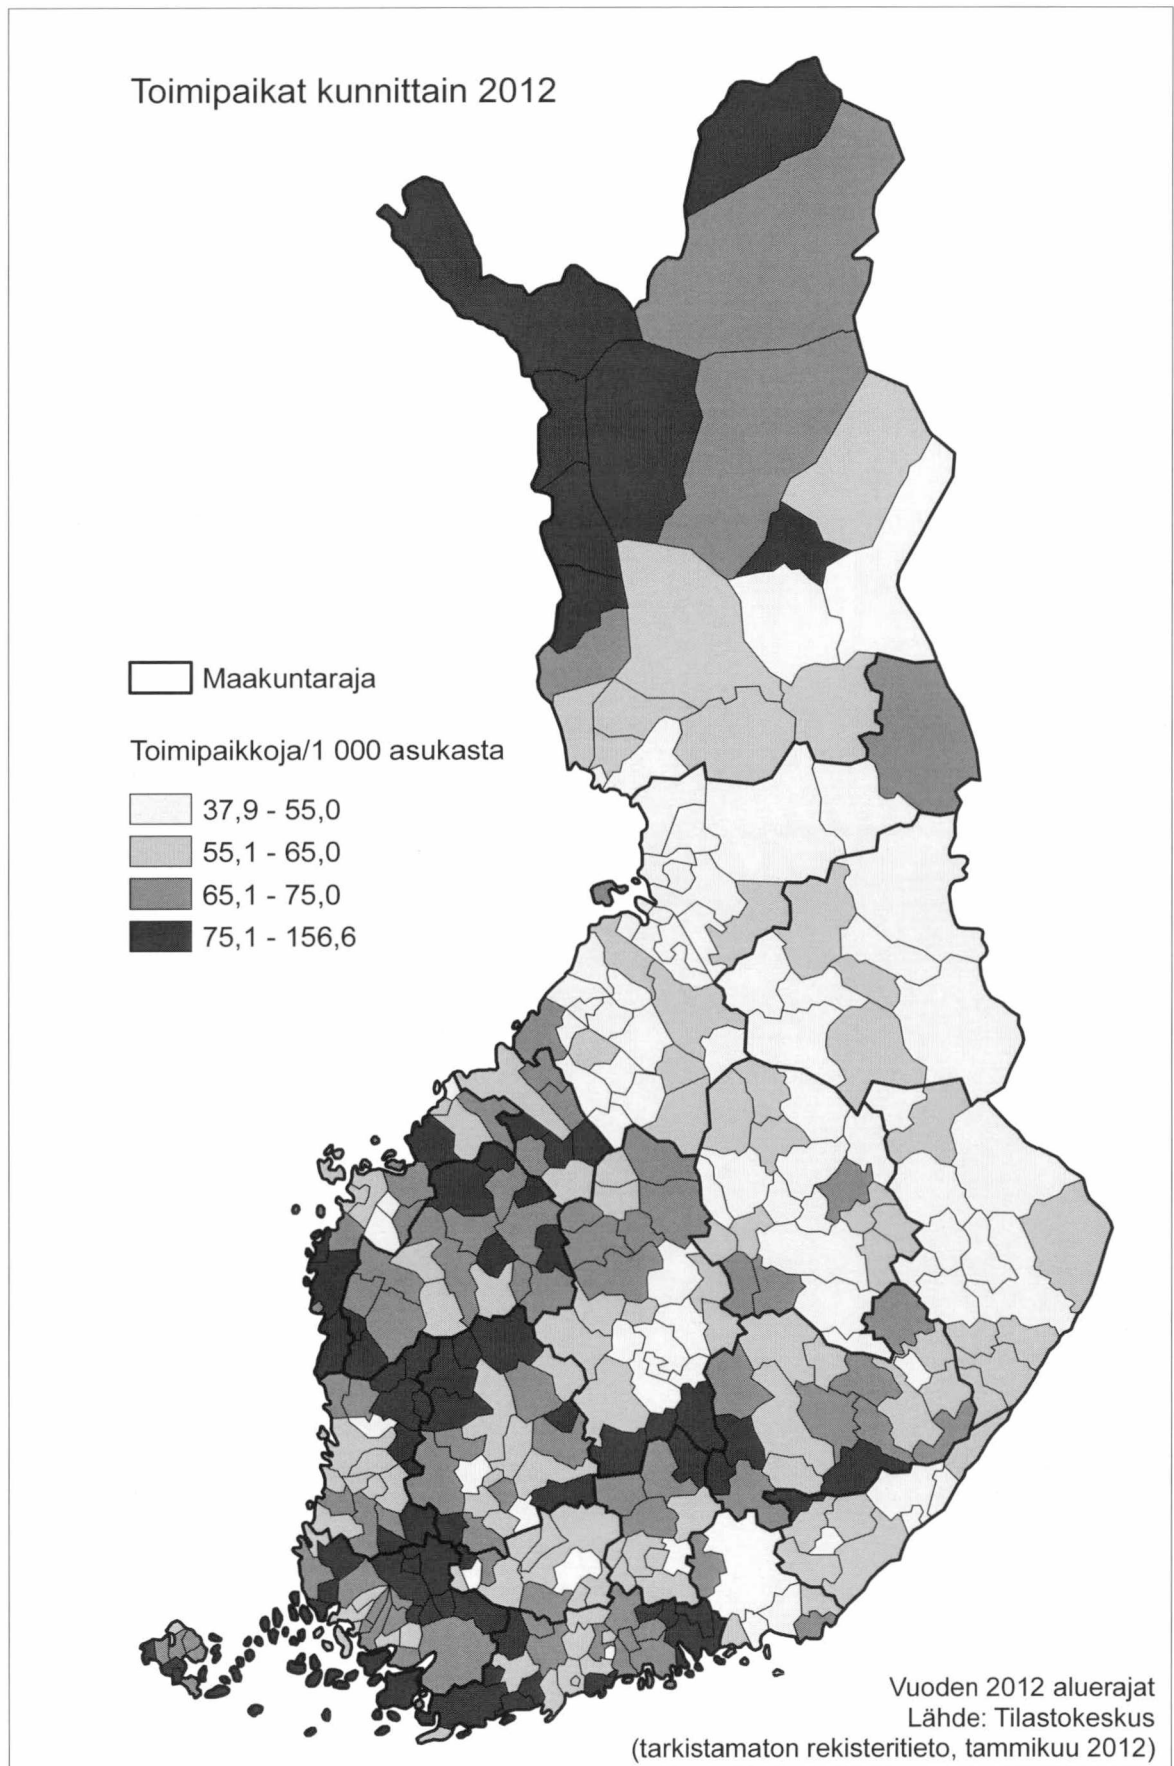 Toimipaikat kunnittain 2012
Maakuntaraja
Toimipaikkoja/1 000 asukasta
37,9 - 55,0
55,1 - 65,0
65,1 - 75,0
75,1 - 156,6
Vuoden 2012 aluerajat
Lähde: Tilastokeskus
(tarkistamaton rekisteritieto, tammikuu 2012)